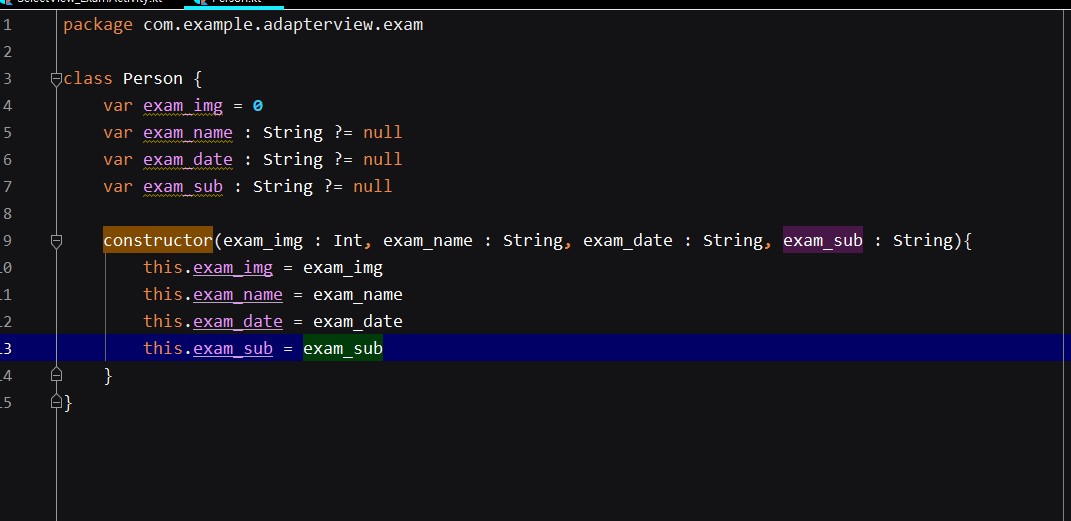 SelectView_ExamActivity.kt Person.kt
1 package com.example.adapterview.exam
2
3 class Person {
4 var exam_img = 0
5 var exam_name : String ?= null
6 var exam_date : String ?= null
7 var exam_sub : String ?= null
8
9 constructor(exam_img : Int, exam_name : String, exam_date : String, exam_sub : String){
10 this.exam_img = exam_img
11 this.exam_name = exam_name
12 this.exam_date = exam_date
13 this.exam_sub = exam_sub
14 }
15 }